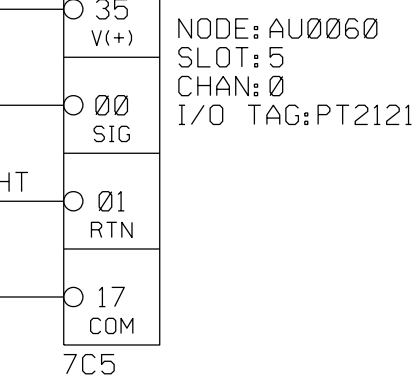 35
V(+)
NODE:AU0060
SLOT:5
CHAN:0
I/O TAG:PT2121
00
SIG
HT
01
RTN
17
COM
7C5